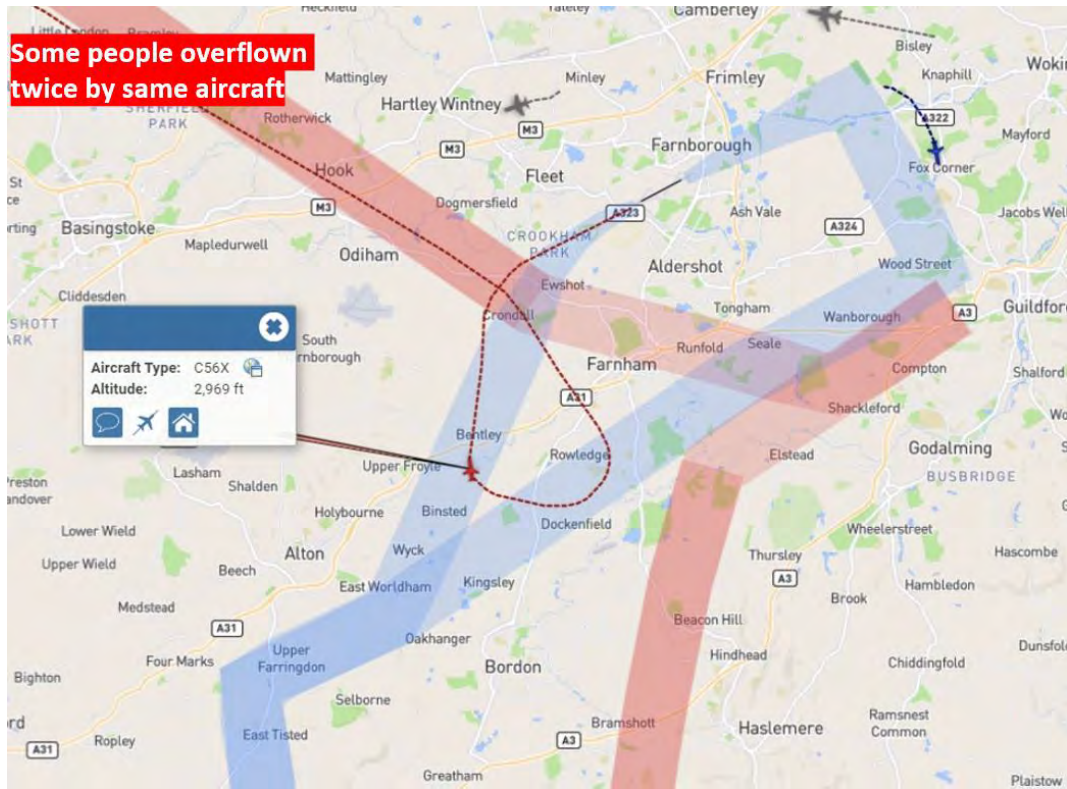 Heckfield
Yateley
Camberley
Little London
Bramley
Some people overflown
twice by same aircraft
Bisley
Knaphill
Mattingley
Minley
Frimley
Hartley Wintney
SHERFIELD
PARK
Rotherwick
M3
A322
Mayford
M3
Farnborough
Fox Corner
Hook
Fleet
M3
Dogmersfield
A323
Ash Vale
Jacobs Well
Basingstoke
Mapledurwell
CROOKHAM
PARK
A324
Odiham
Aldershot
Wood Street
Cliddesden
Ewshot
Tongham
Wanborough
A3
Guildford
Crondall
South
Runfold
Seale
Farnham
Compton
Shalford
Aircraft Type: C56X
Altitude: 2,969 ft
A31
Shackleford
Bentley
Rowledge
Elstead
Godalming
Upper Froyle
BUSBRIDGE
Lasham
Shalden
Binsted
Holybourne
Dockenfield
Lower Wield
Wheelerstreet
Alton
Wyck
Thursley
Hascombe
Upper Wield
Beech
East Worldham
Kingsley
A3
Hambledon
Medstead
Brook
A31
Oakhanger
Beacon Hill
Four Marks
Upper
Farringdon
Bordon
Hindhead
Chiddingfold
Bighton
Selborne
Bramshott
Haslemere
Ramsnest
Common
A31
Ropley
East Tisted
A3
Greatham
Plaistow